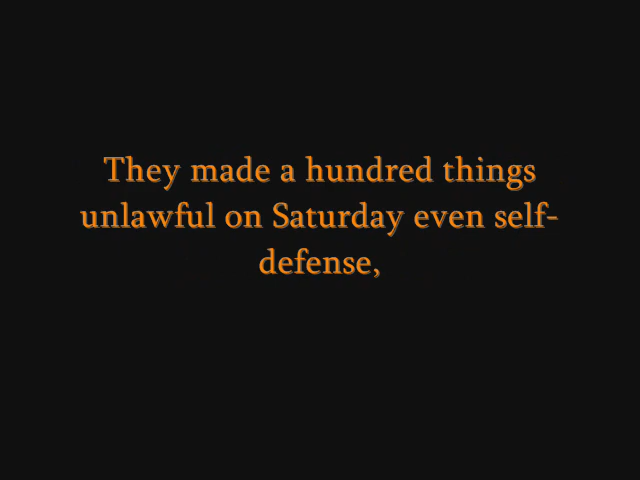 They made a hundred things
unlawful on Saturday even self-
defense,